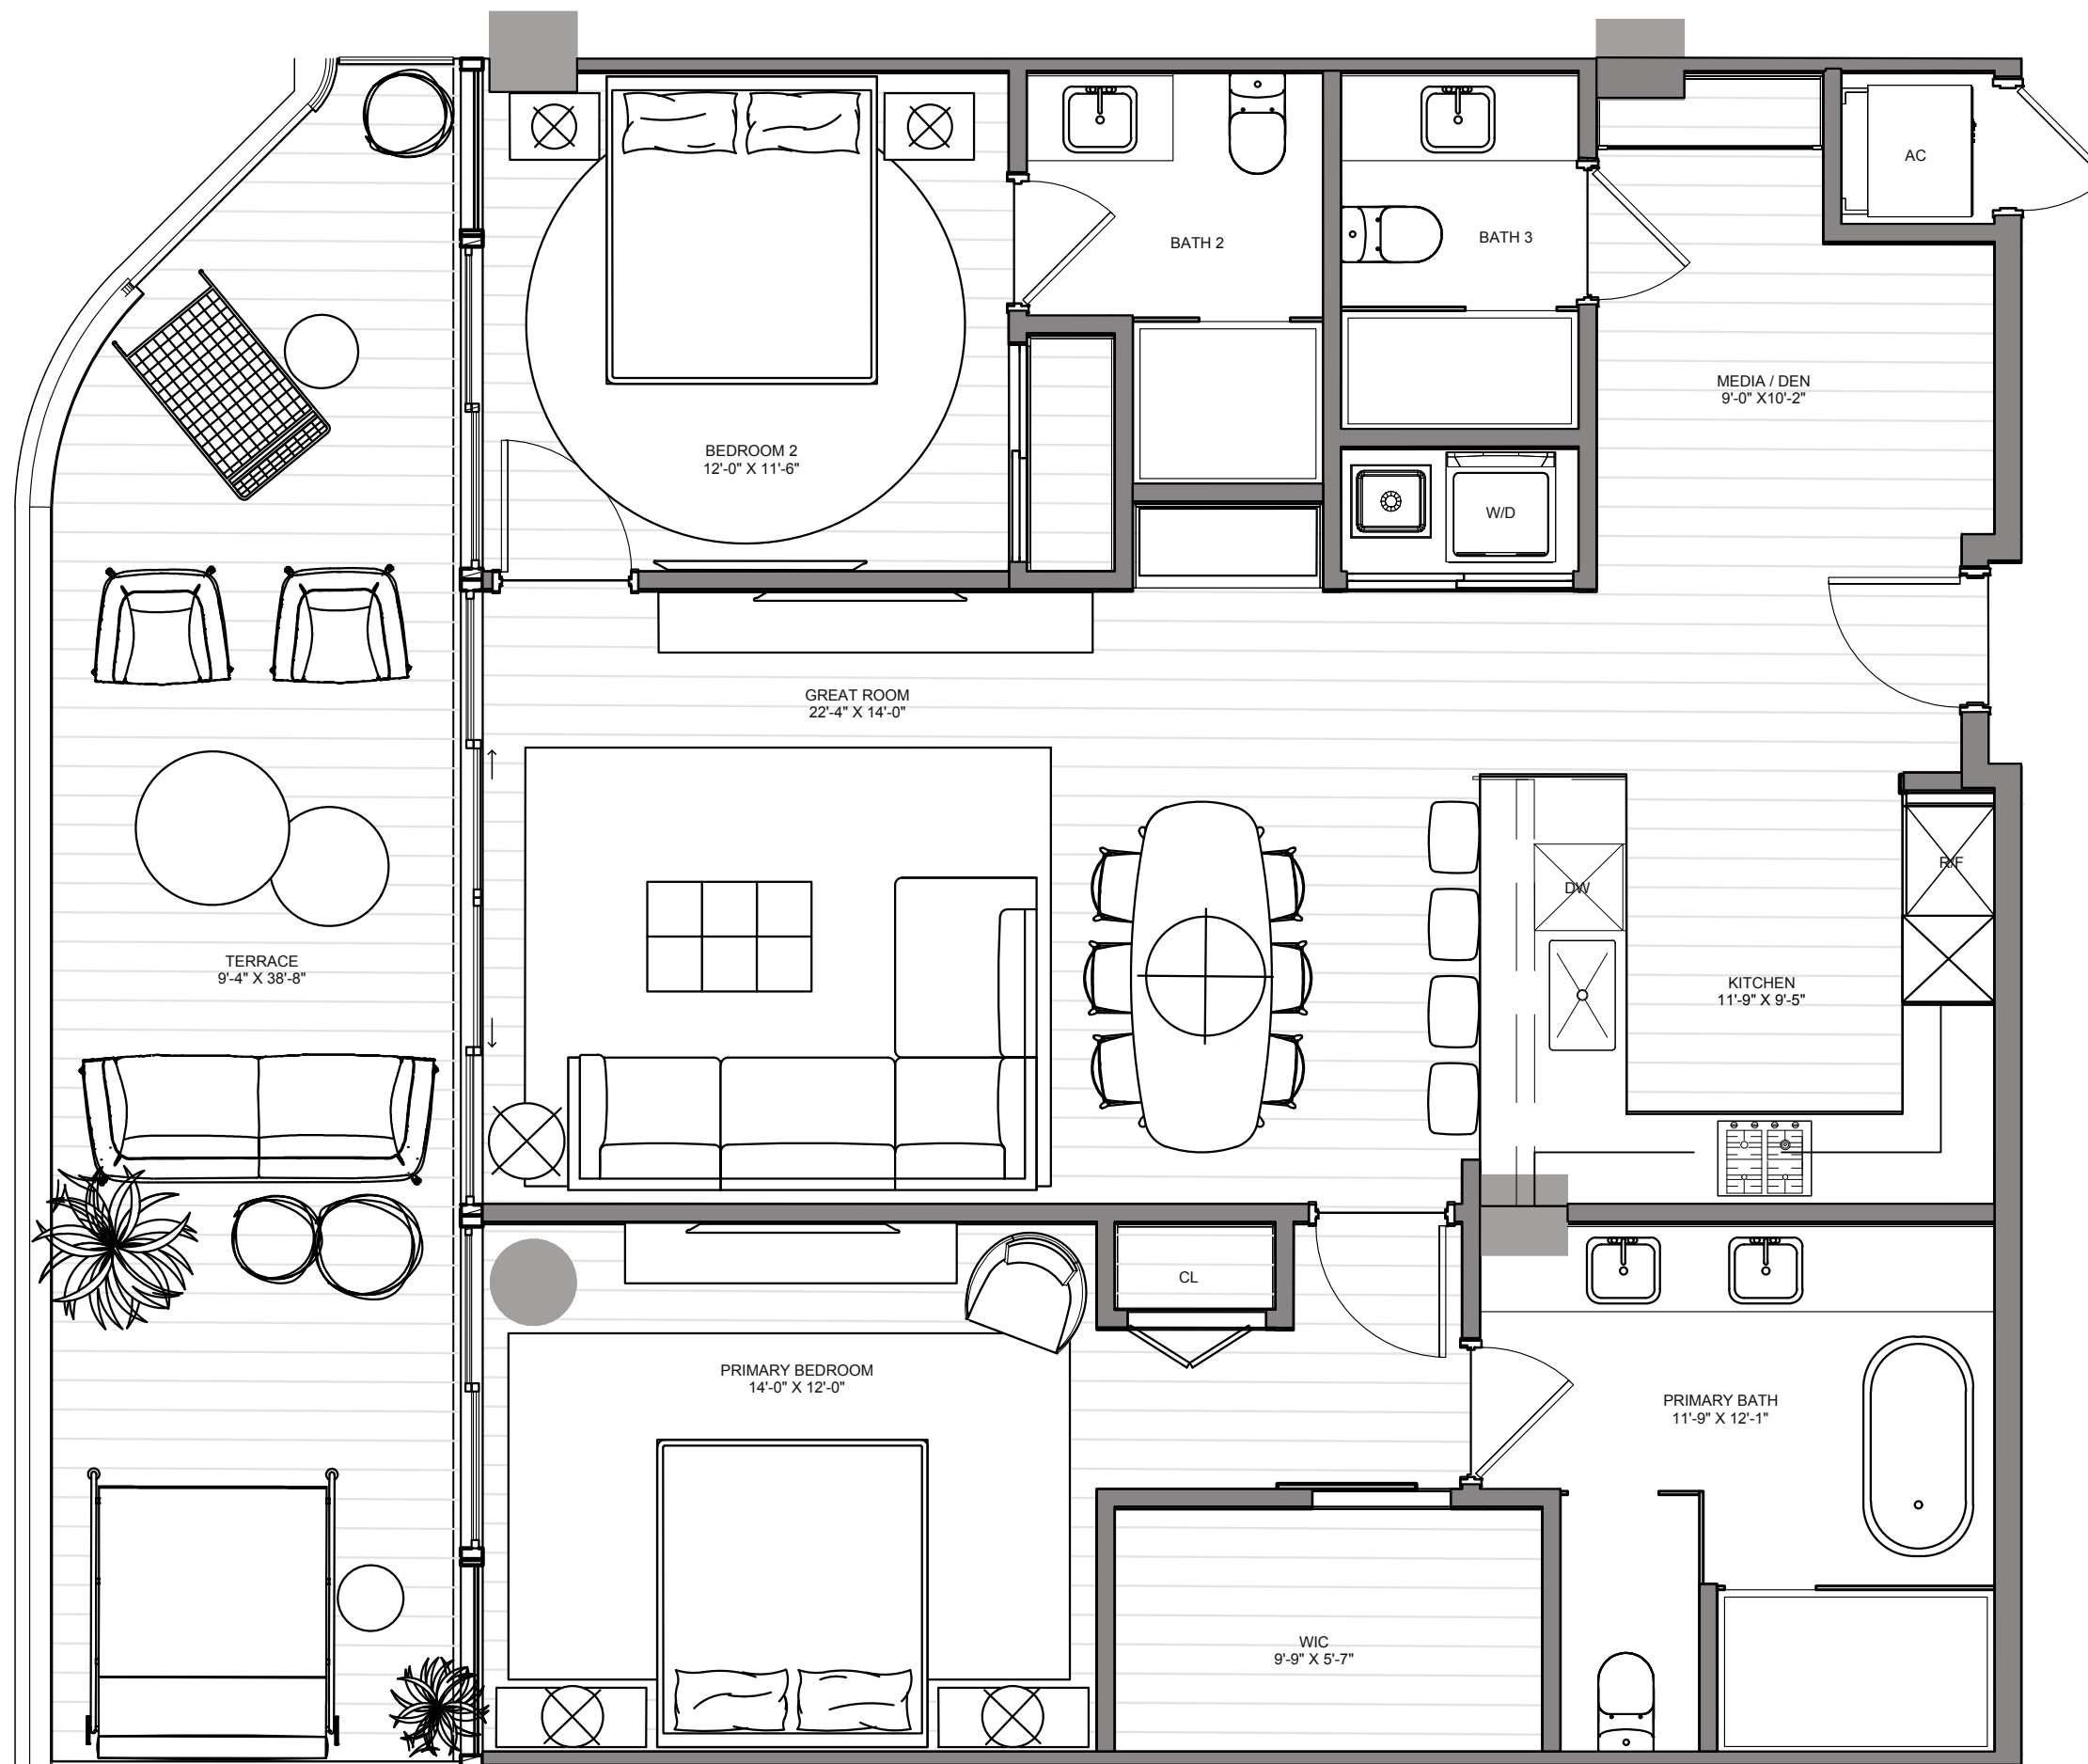 AC
BATH 2
BATH 3
MEDIA / DEN
9'-0" X10'-2"
BEDROOM 2
12'-0" X 11'-6"
W/D
GREAT ROOM
22'-4" X 14'-0"
R/F
DW
TERRACE
9'-4" X 38'-8"
KITCHEN
11'-9" X 9'-5"
CL
PRIMARY BEDROOM
14'-0" X 12'-0"
PRIMARY BATH
11'-9" X 12'-1"
WIC
9'-9" X 5'-7"